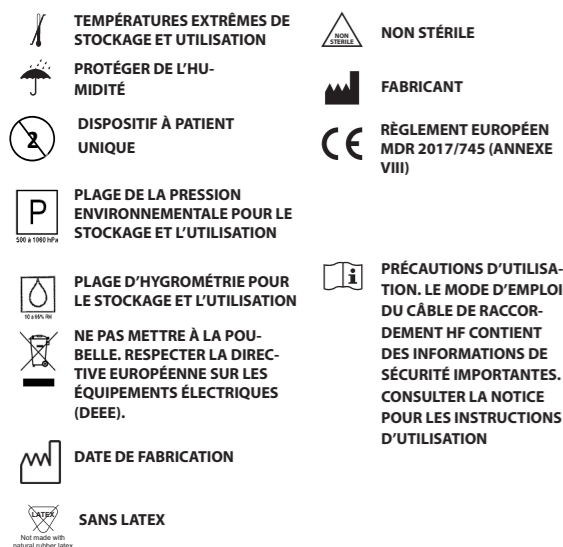 TEMPÉRATURES EXTRÊMES DE
STOCKAGE ET UTILISATION
PROTÉGER DE L'HU-
MIDITÉ
2
DISPOSITIF À PATIENT
UNIQUE
P
500 à 1060 hPa
PLAGE DE LA PRESSION
ENVIRONNEMENTALE POUR LE
STOCKAGE ET L'UTILISATION
10 à 95% RH
PLAGE D'HYGROMÉTRIE POUR
LE STOCKAGE ET L'UTILISATION
NE PAS METTRE À LA POU-
BELLE. RESPECTER LA DIREC-
TIVE EUROPÉENNE SUR LES
ÉQUIPEMENTS ÉLECTRIQUES
(DEEE).
DATE DE FABRICATION
LATEX
Not made with
natural rubber latex
SANS LATEX
NON
STERILE
NON STÉRILE
FABRICANT
CE
RÈGLEMENT EUROPÉEN
MDR 2017/745 (ANNEXE
VIII)
i
PRÉCAUTIONS D'UTILISA-
TION. LE MODE D'EMPLOI
DU CÂBLE DE RACCOR-
DEMENT HF CONTIENT
DES INFORMATIONS DE
SÉCURITÉ IMPORTANTES.
CONSULTER LA NOTICE
POUR LES INSTRUCTIONS
D'UTILISATION